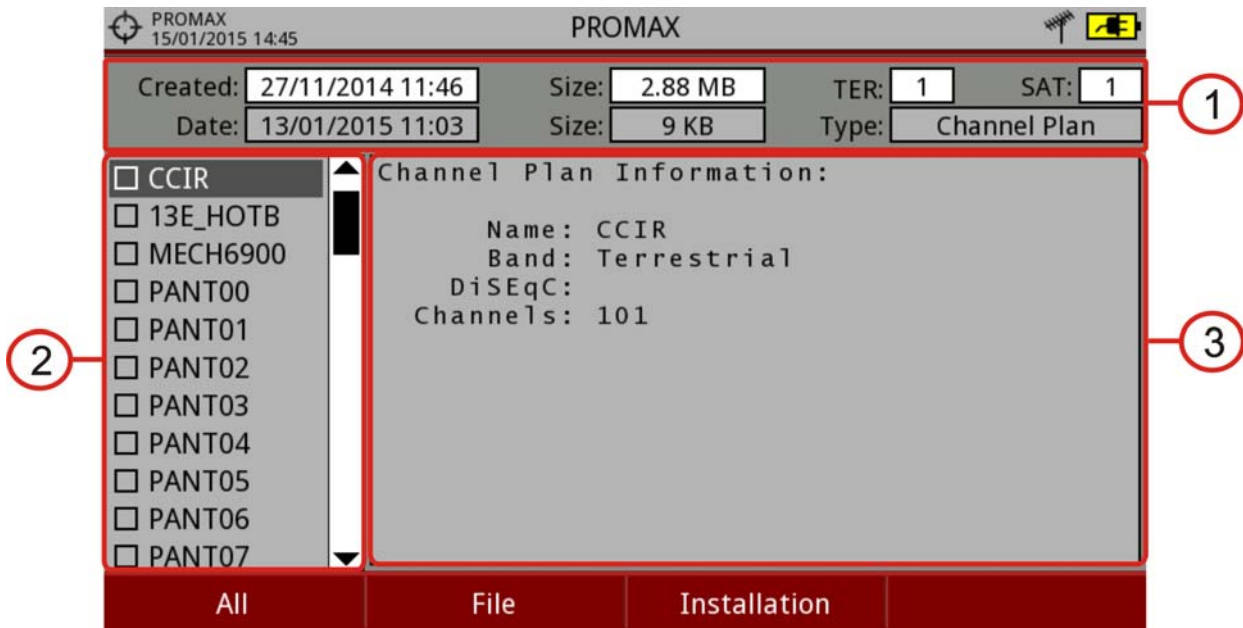 PROMAX
15/01/2015 14:45
PROMAX
Created: 27/11/2014 11:46 Size: 2.88 MB TER: 1 SAT: 1
Date: 13/01/2015 11:03 Size: 9 KB Type: Channel Plan
1
CCIR
13E_HOTB
MECH6900
PANT00
PANT01
PANT02
PANT03
PANT04
PANT05
PANT06
PANT07
2
Channel Plan Information:
Name: CCIR
Band: Terrestrial
DiSEqC:
Channels: 101
3
All File Installation